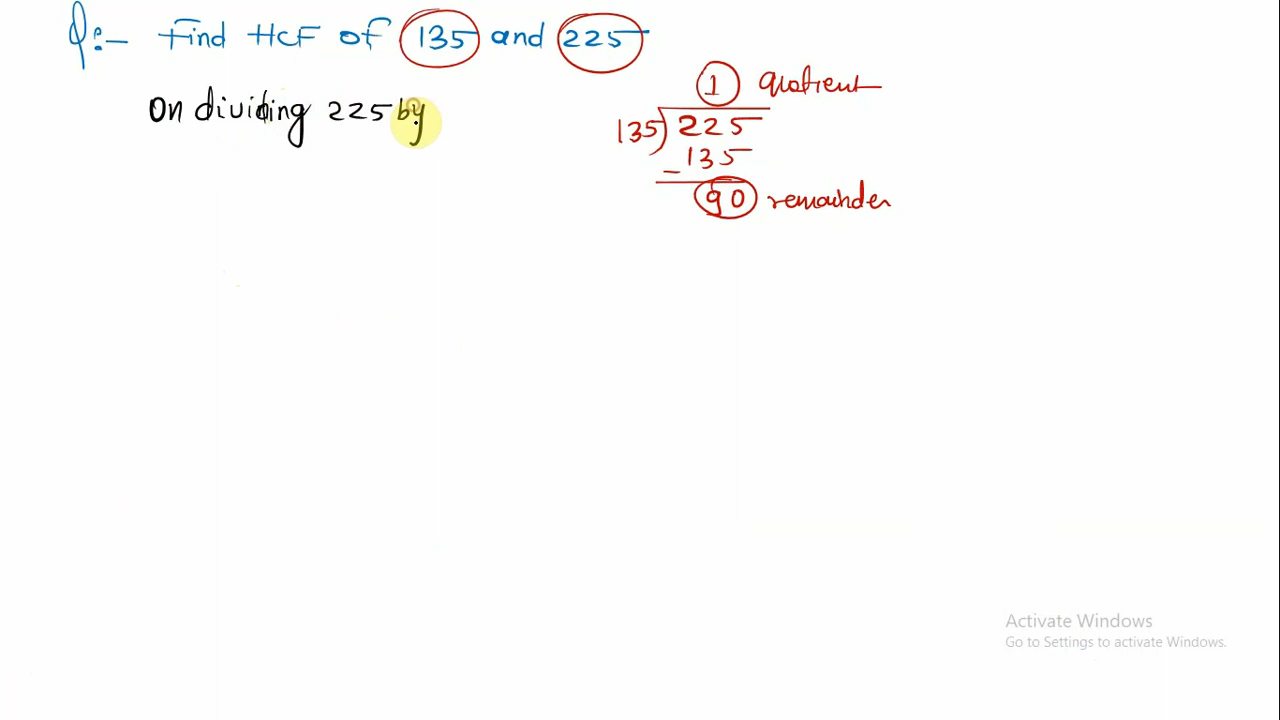 Q:- Find HCF of 135 and 225
On dividing 225 by
1 quotient
135) 225
- 135
90 remainder
Activate Windows
Go to Settings to activate Windows.